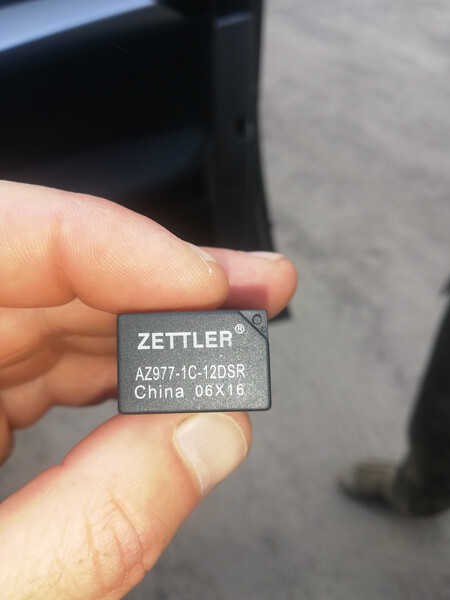 ZETTLER®
AZ977-1C-12DSR
China 06X16